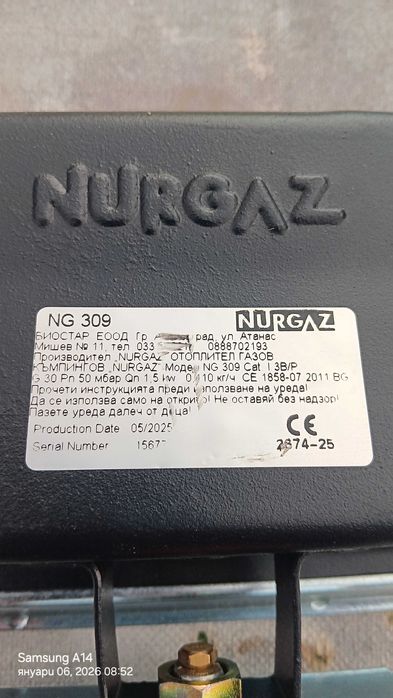 NURGAZ
NG 309
NURGAZ
БИОСТАР ЕООД Гр. рад, ул. Атанас
Мишев № 11, тел. 033 0888702193
Производител "NURGAZ" ОТОПЛИТЕЛ ГАЗОВ
КЪМПИНГОВ "NURGAZ" Модел NG 309 Cat. I 3B/P
G 30 Pn 50 мбар Qn 1,5 kw кг/ч CE 1858-07 2011 BG
Прочети инструкцията преди използване на уреда!
Да се използва само на открито! Не оставяй без надзор!
Пазете уреда далеч от деца!
Production Date 05/2025
CE
Serial Number 1567
2874-25
Samsung A14
януари 06, 2026 08:52